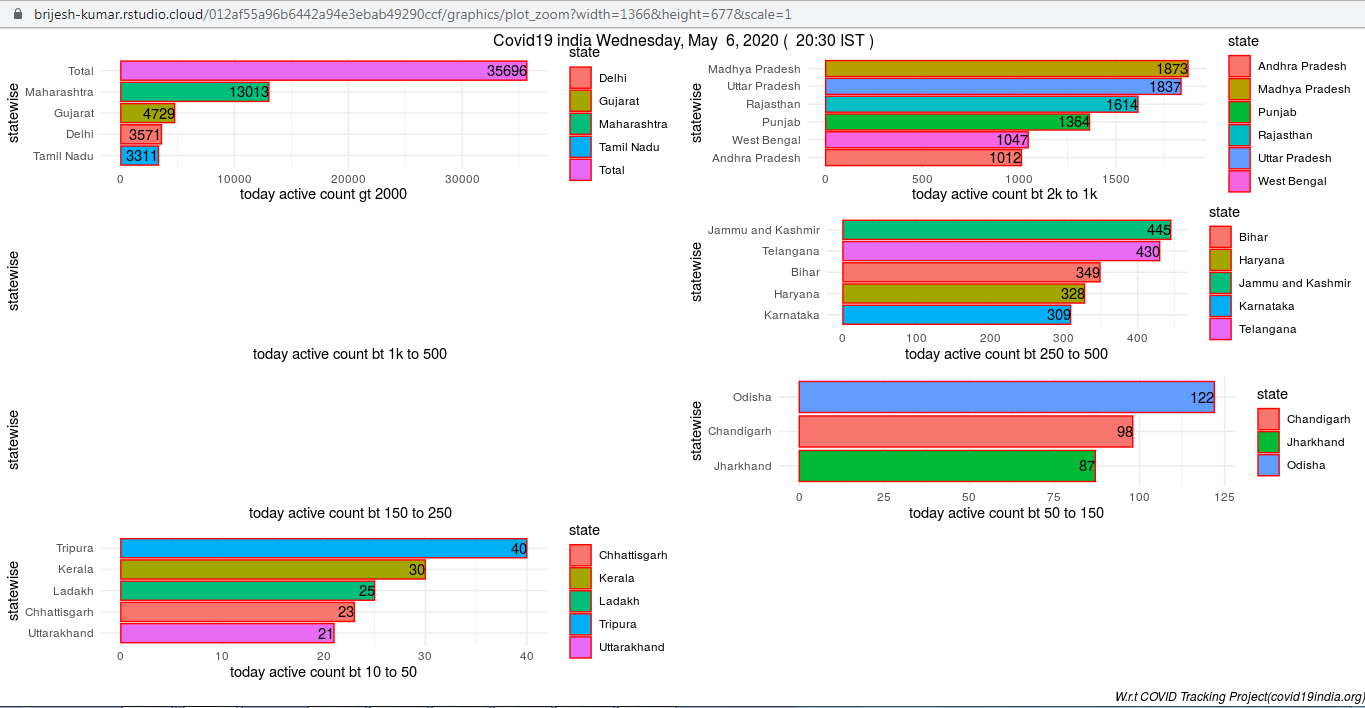 brijesh-kumar.rstudio.cloud/012af55a96b6442a94e3ebab49290ccf/graphics/plot_zoom?width=1366&height=677&scale=1
Covid19 india Wednesday, May  6, 2020 (  20:30 IST )
statewise
Total 35696
Maharashtra 13013
Gujarat 4729
Delhi 3571
Tamil Nadu 3311
0 10000 20000 30000
today active count gt 2000
state
Delhi
Gujarat
Maharashtra
Tamil Nadu
Total
statewise
Madhya Pradesh 1873
Uttar Pradesh 1837
Rajasthan 1614
Punjab 1364
West Bengal 1047
Andhra Pradesh 1012
0 500 1000 1500
today active count bt 2k to 1k
state
Andhra Pradesh
Madhya Pradesh
Punjab
Rajasthan
Uttar Pradesh
West Bengal
statewise
today active count bt 1k to 500
statewise
Jammu and Kashmir 445
Telangana 430
Bihar 349
Haryana 328
Karnataka 309
0 100 200 300 400
today active count bt 250 to 500
state
Bihar
Haryana
Jammu and Kashmir
Karnataka
Telangana
statewise
today active count bt 150 to 250
statewise
Odisha 122
Chandigarh 98
Jharkhand 87
0 25 50 75 100 125
today active count bt 50 to 150
state
Chandigarh
Jharkhand
Odisha
statewise
Tripura 40
Kerala 30
Ladakh 25
Chhattisgarh 23
Uttarakhand 21
0 10 20 30 40
today active count bt 10 to 50
state
Chhattisgarh
Kerala
Ladakh
Tripura
Uttarakhand
W.r.t COVID Tracking Project(covid19india.org)